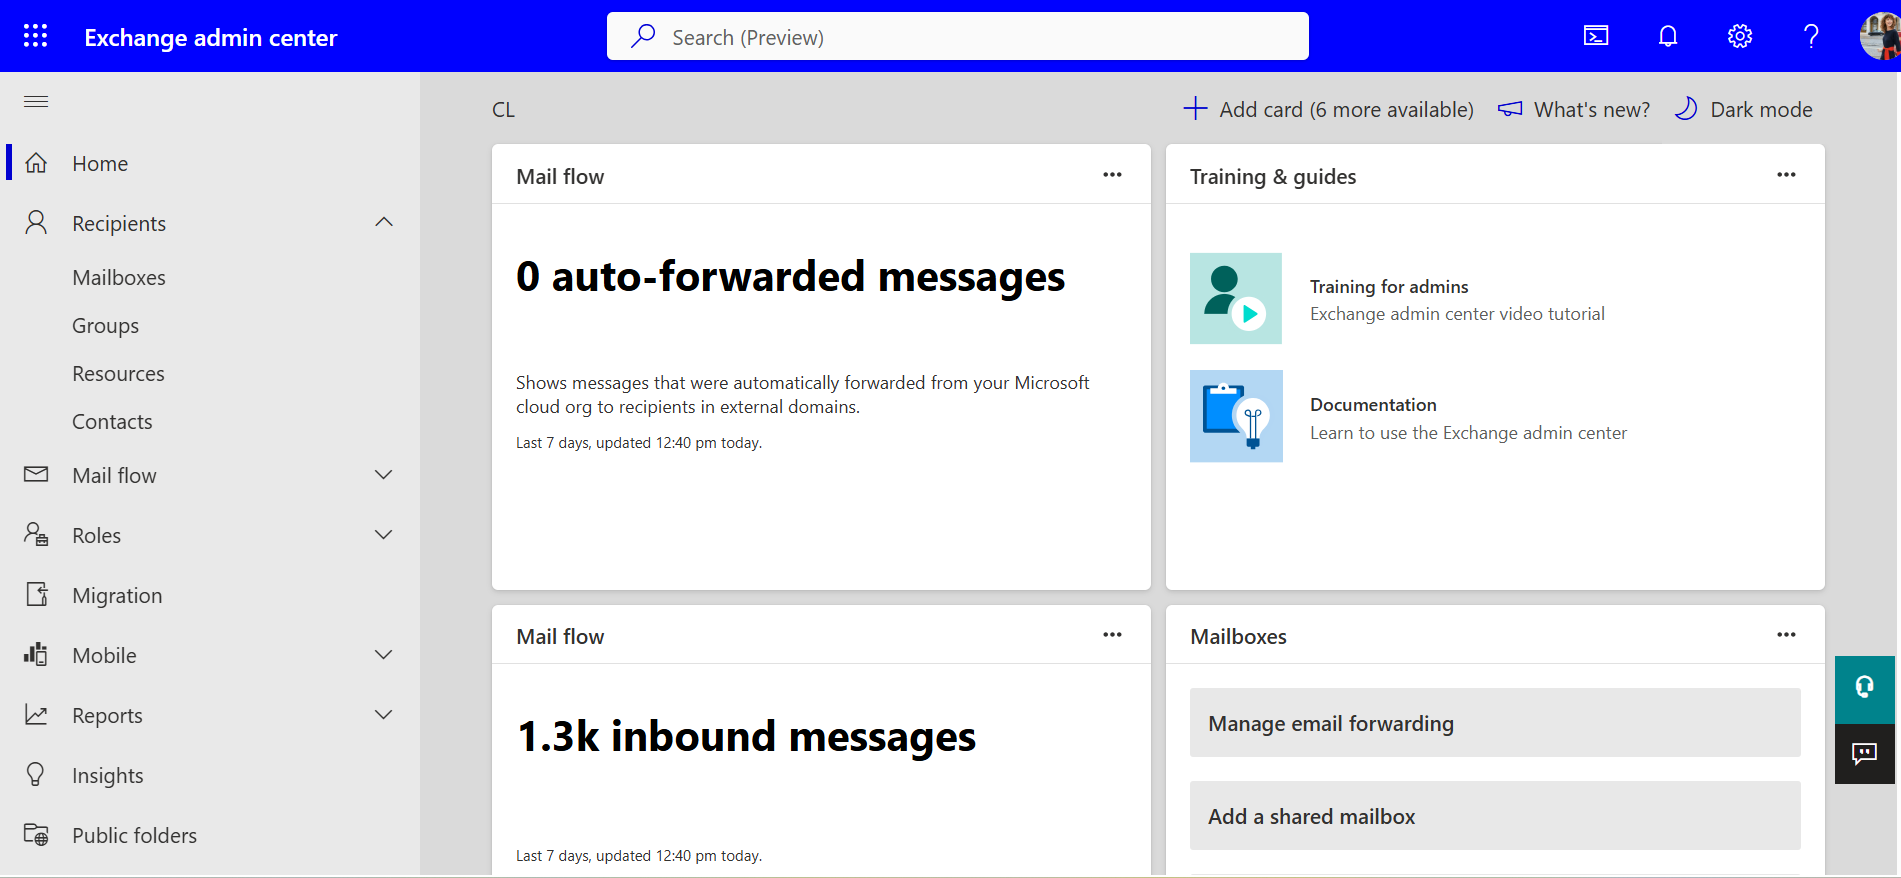 Exchange admin center
Search (Preview)
CL
Add card (6 more available)
What's new?
Dark mode
Home
Recipients
Mailboxes
Groups
Resources
Contacts
Mail flow
Roles
Migration
Mobile
Reports
Insights
Public folders
Mail flow
0 auto-forwarded messages
Shows messages that were automatically forwarded from your Microsoft
cloud org to recipients in external domains.
Last 7 days, updated 12:40 pm today.
Training & guides
Training for admins
Exchange admin center video tutorial
Documentation
Learn to use the Exchange admin center
Mail flow
1.3k inbound messages
Last 7 days, updated 12:40 pm today.
Mailboxes
Manage email forwarding
Add a shared mailbox